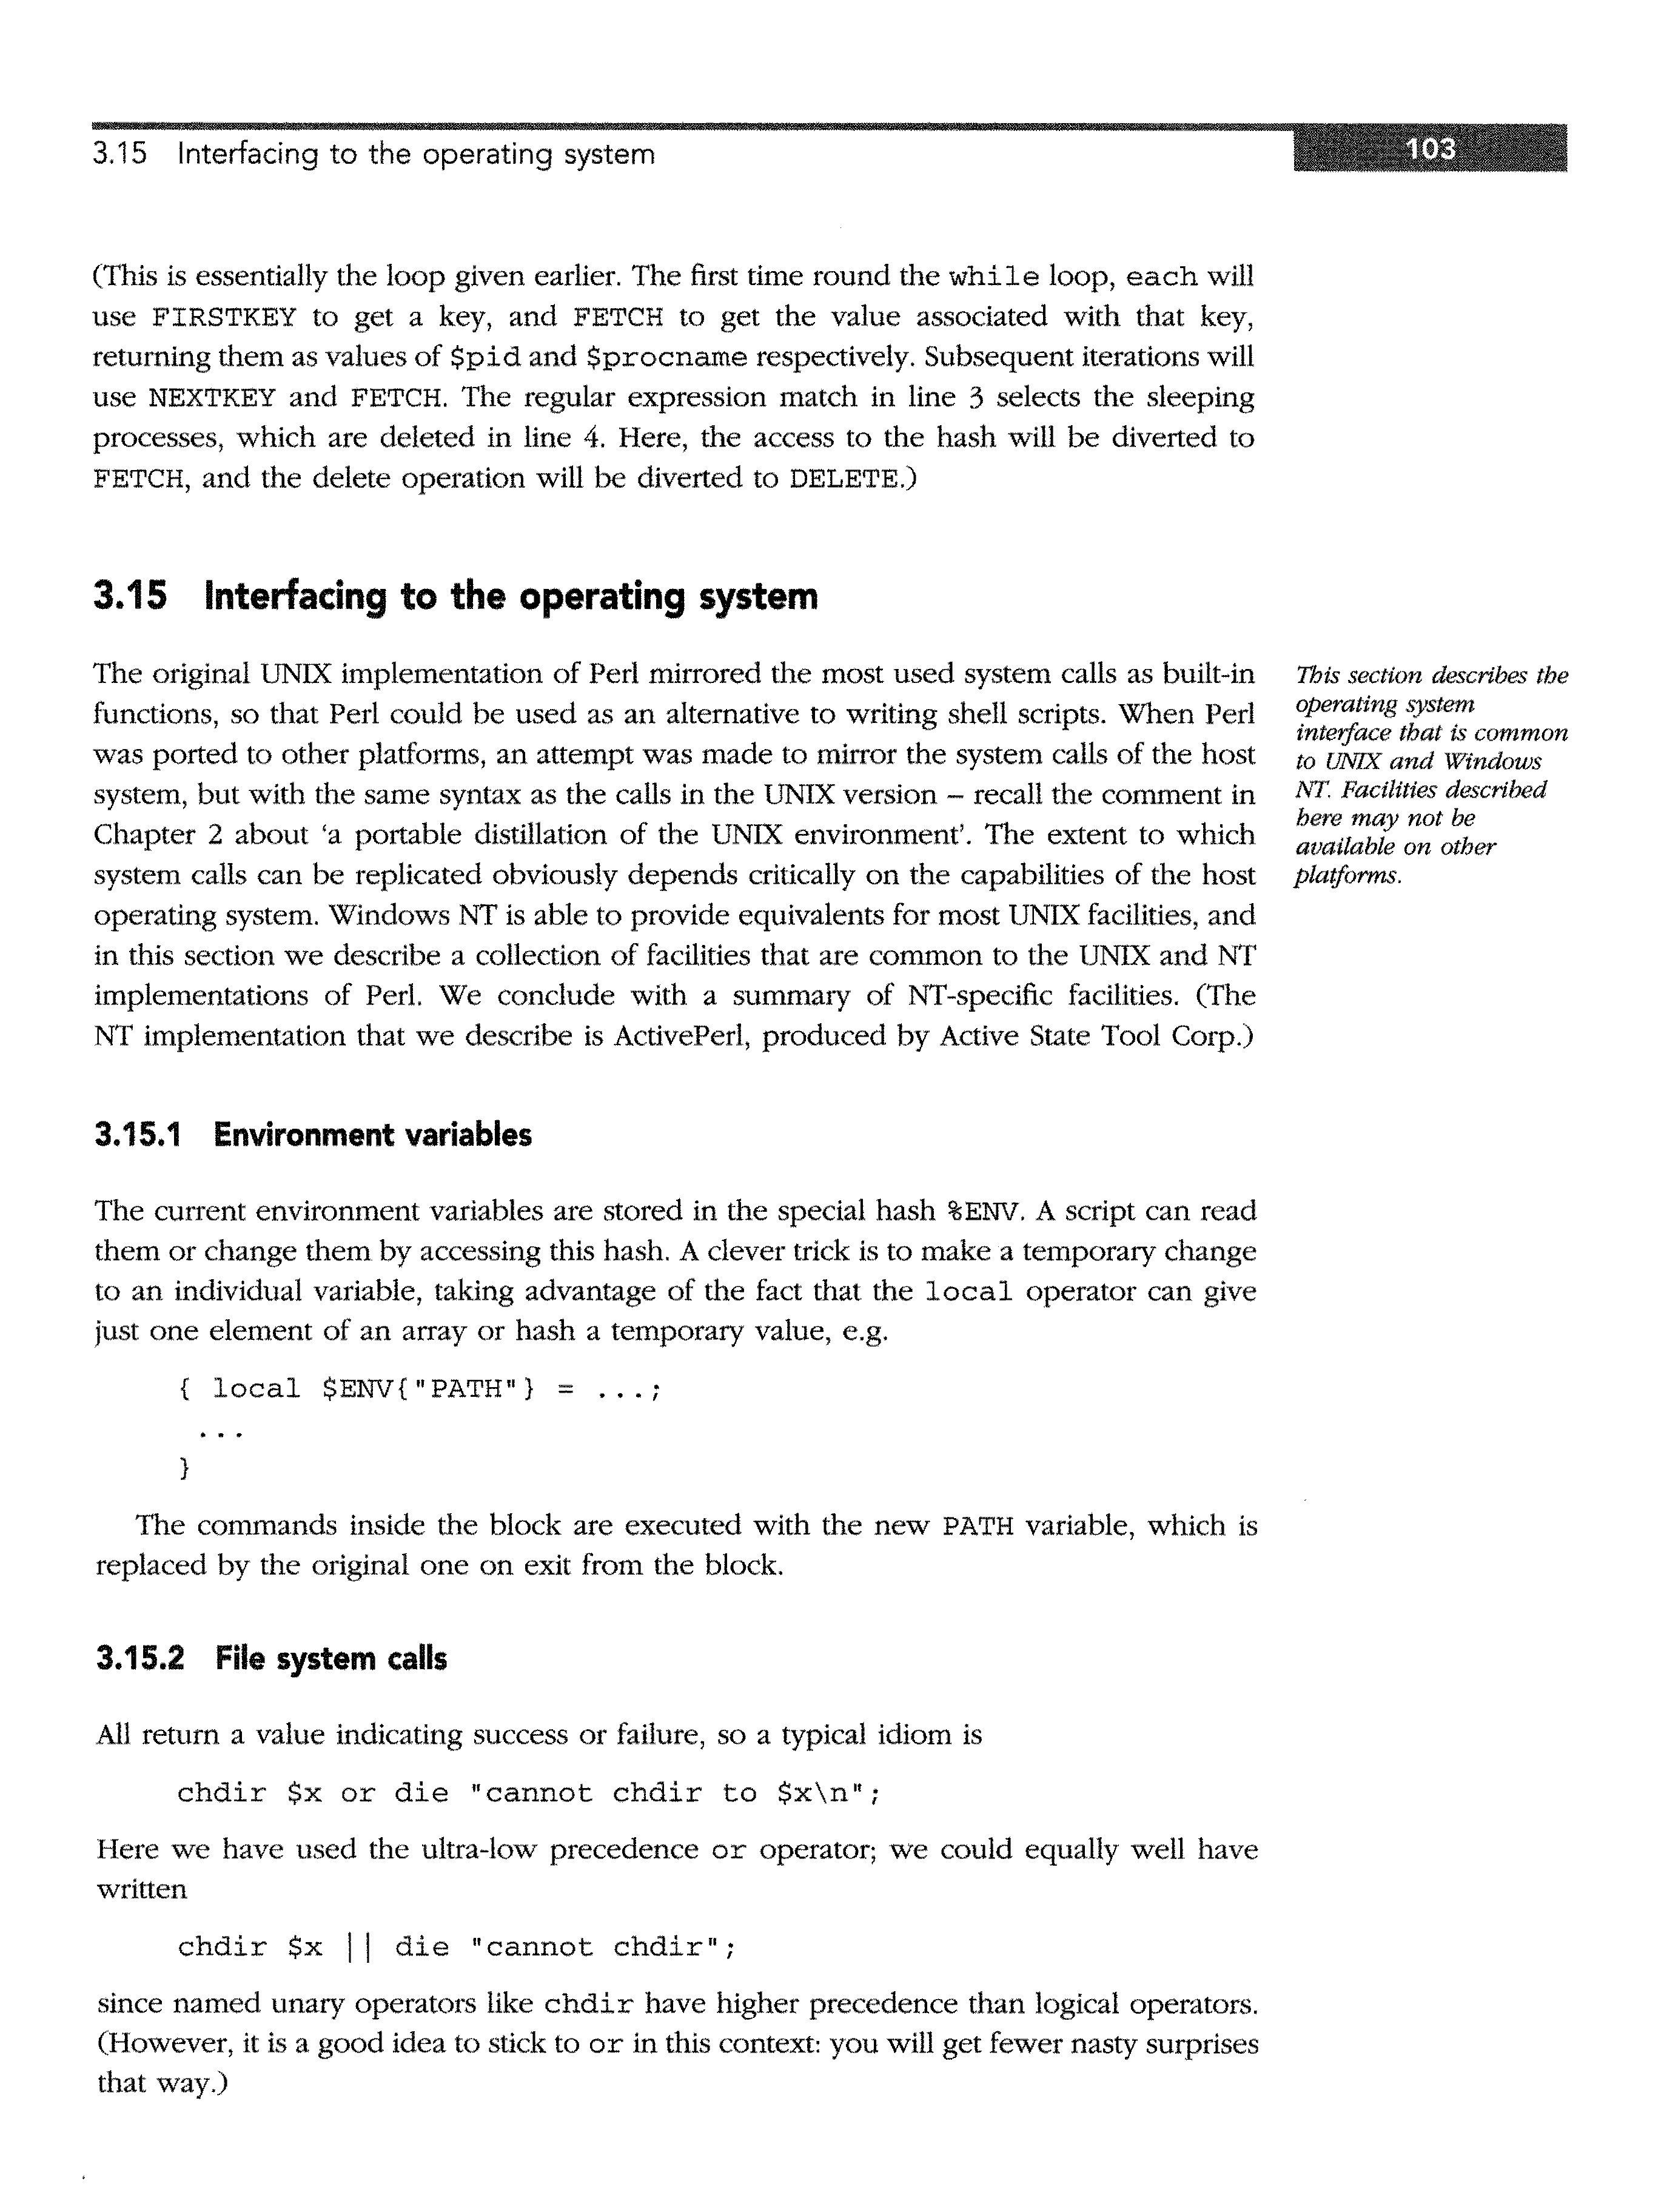 3.15 Interfacing to the operating system
103
(This is essentially the loop given earlier. The first time round the while loop, each will
use FIRSTKEY to get a key, and FETCH to get the value associated with that key,
returning them as values of $pid and $procname respectively. Subsequent iterations will
use NEXTKEY and FETCH. The regular expression match in line 3 selects the sleeping
processes, which are deleted in line 4. Here, the access to the hash will be diverted to
FETCH, and the delete operation will be diverted to DELETE.)
3.15 Interfacing to the operating system
The original UNIX implementation of Perl mirrored the most used system calls as built-in
functions, so that Perl could be used as an alternative to writing shell scripts. When Perl
was ported to other platforms, an attempt was made to mirror the system calls of the host
system, but with the same syntax as the calls in the UNIX version – recall the comment in
Chapter 2 about ‘a portable distillation of the UNIX environment’. The extent to which
system calls can be replicated obviously depends critically on the capabilities of the host
operating system. Windows NT is able to provide equivalents for most UNIX facilities, and
in this section we describe a collection of facilities that are common to the UNIX and NT
implementations of Perl. We conclude with a summary of NT-specific facilities. (The
NT implementation that we describe is ActivePerl, produced by Active State Tool Corp.)
This section describes the
operating system
interface that is common
to UNIX and Windows
NT. Facilities described
here may not be
available on other
platforms.
3.15.1 Environment variables
The current environment variables are stored in the special hash %ENV. A script can read
them or change them by accessing this hash. A clever trick is to make a temporary change
to an individual variable, taking advantage of the fact that the local operator can give
just one element of an array or hash a temporary value, e.g.
{ local $ENV{"PATH"} = ...;
...
}
The commands inside the block are executed with the new PATH variable, which is
replaced by the original one on exit from the block.
3.15.2 File system calls
All return a value indicating success or failure, so a typical idiom is
chdir $x or die "cannot chdir to $x\n";
Here we have used the ultra-low precedence or operator; we could equally well have
written
chdir $x || die "cannot chdir";
since named unary operators like chdir have higher precedence than logical operators.
(However, it is a good idea to stick to or in this context: you will get fewer nasty surprises
that way.)